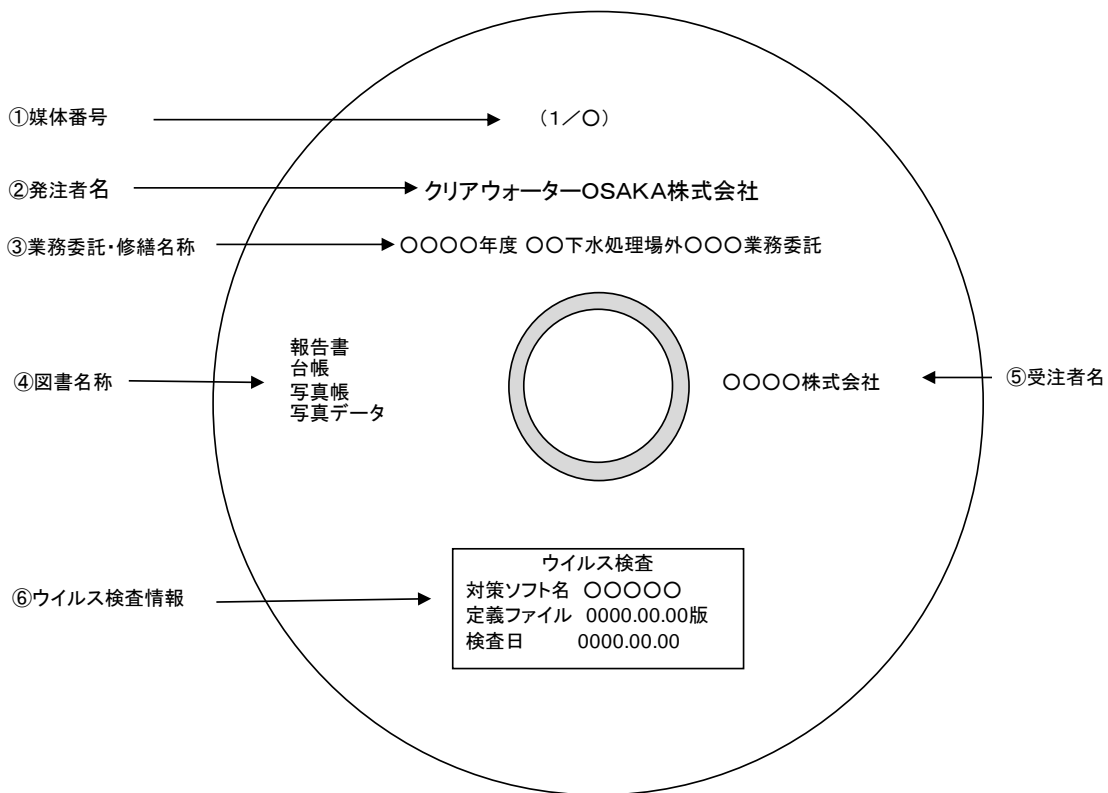 ①媒体番号
(1／○)
②発注者名
クリアウォーターOSAKA株式会社
③業務委託・修繕名称
○○○○年度 ○○下水処理場外○○○業務委託
報告書
台帳
写真帳
写真データ
④図書名称
○○○○株式会社
⑤受注者名
⑥ウイルス検査情報
ウイルス検査
対策ソフト名 ○○○○○
定義ファイル 0000.00.00版
検査日 0000.00.00